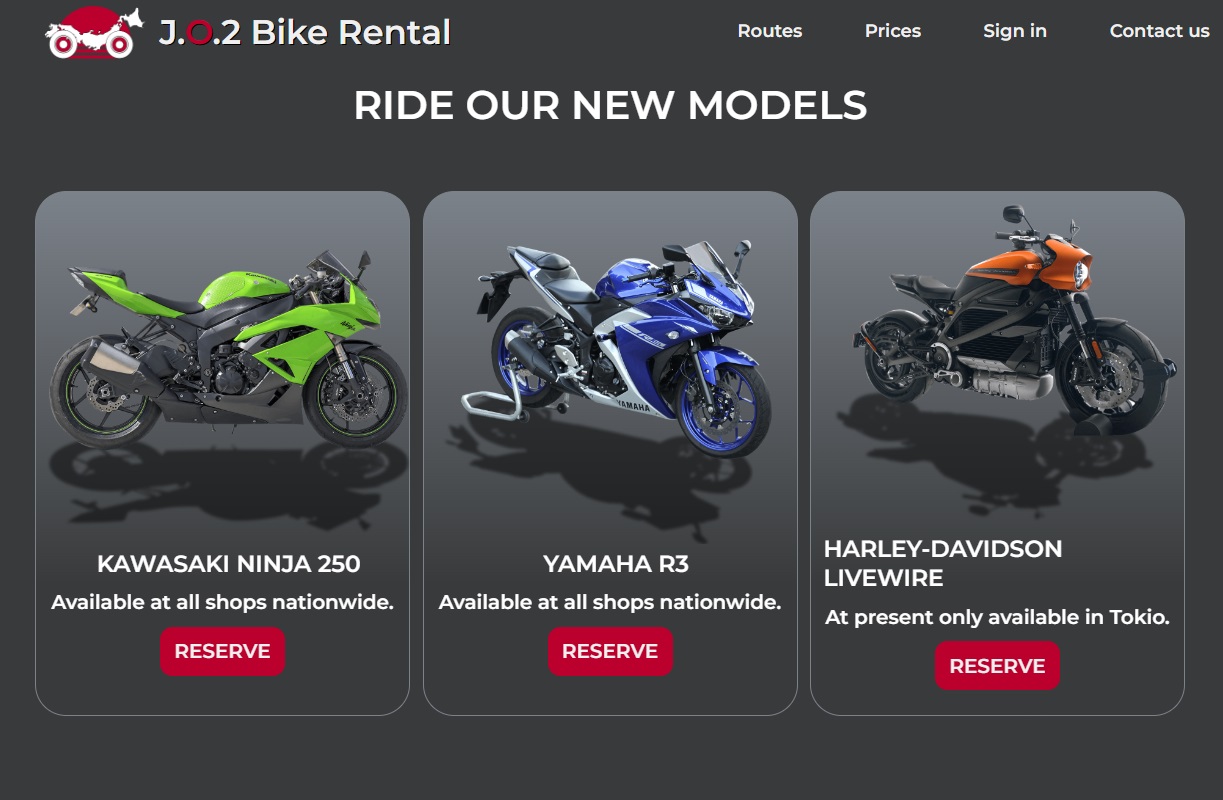 J.O.2 Bike Rental
Routes
Prices
Sign in
Contact us
RIDE OUR NEW MODELS
YAMAHA
KAWASAKI NINJA 250
Available at all shops nationwide.
RESERVE
YAMAHA R3
Available at all shops nationwide.
RESERVE
HARLEY-DAVIDSON
LIVEWIRE
At present only available in Tokio.
RESERVE